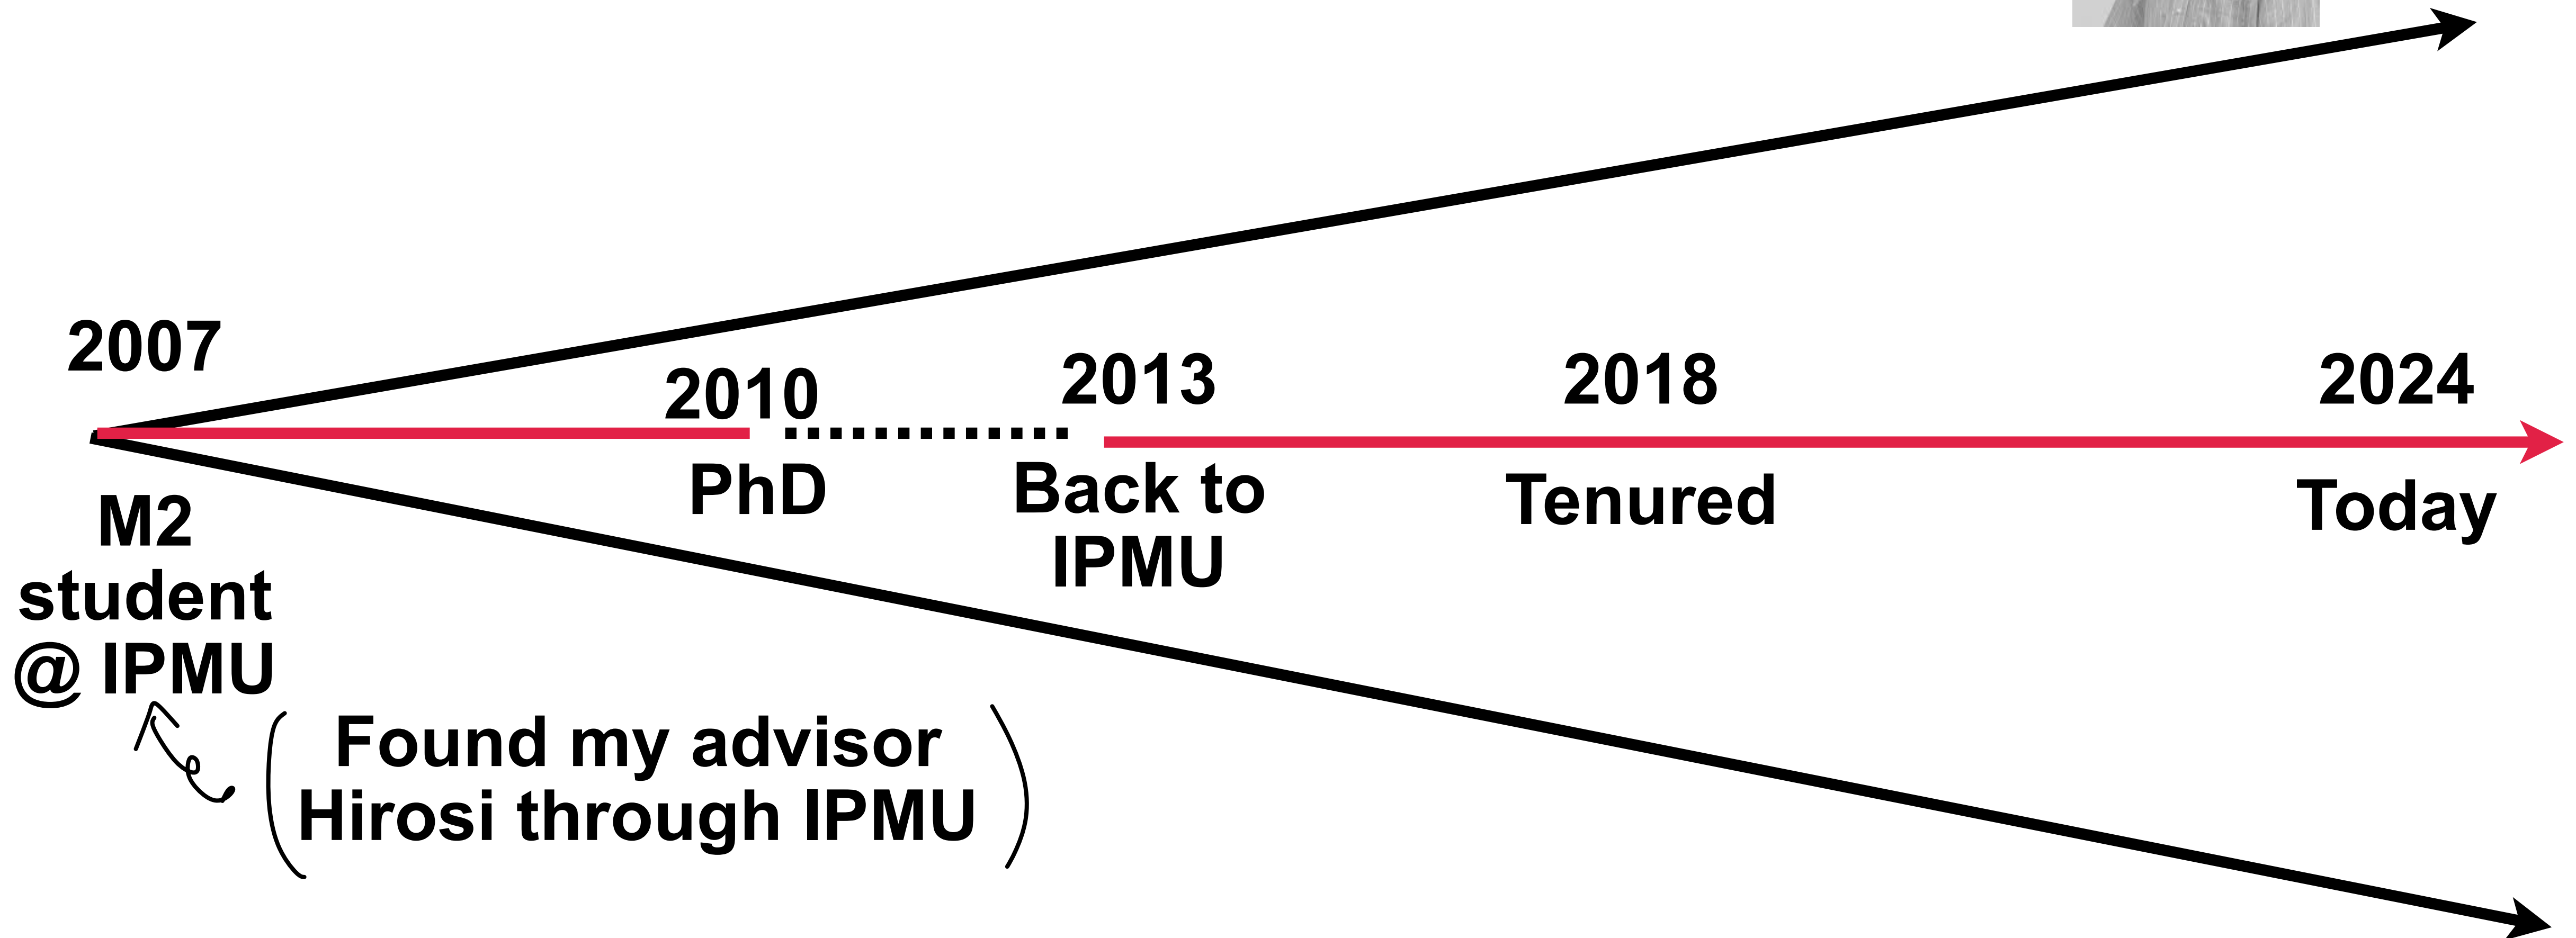 2007
2010
2013
2018
2024
PhD
Back to
IPMU
Tenured
Today
M2
student
@ IPMU
Found my advisor
Hirosi through IPMU